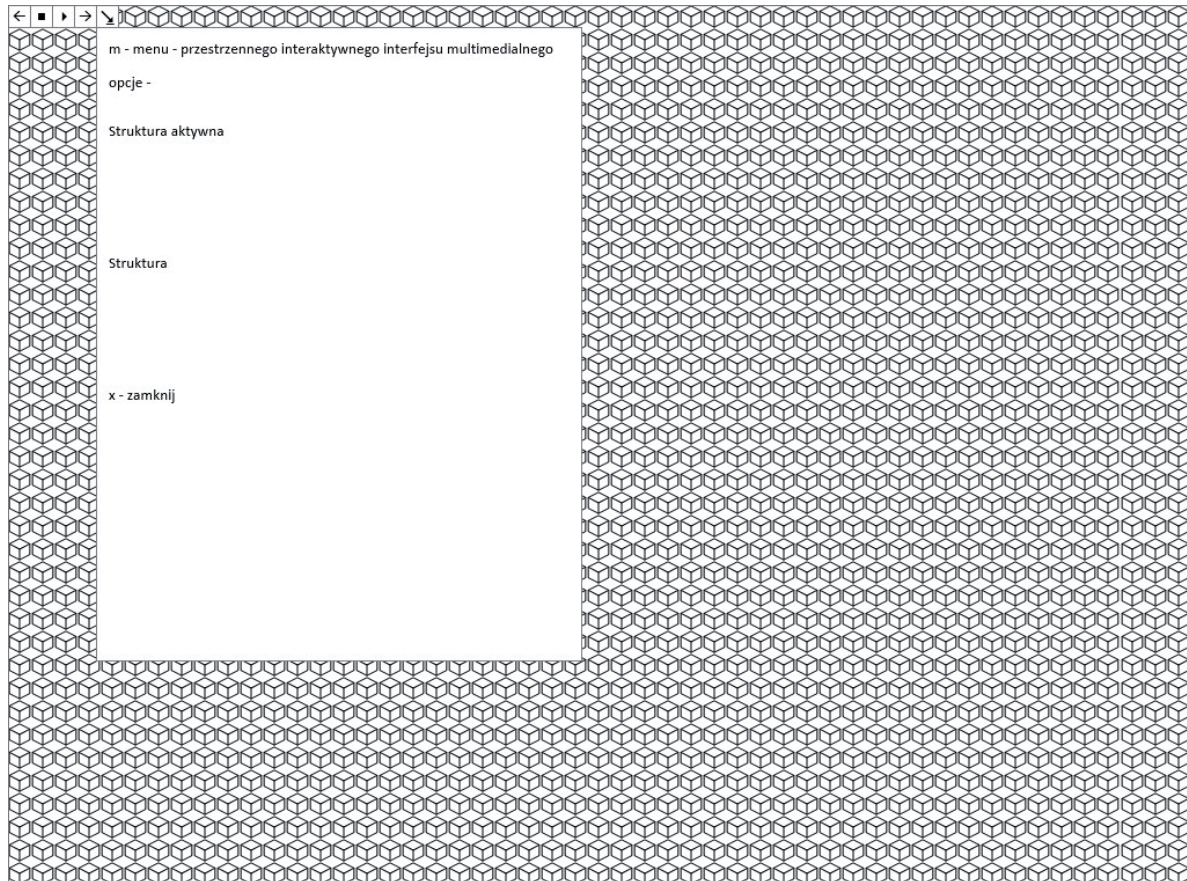 m - menu - przestrzennego interaktywnego interfejsu multimedialnego
opcje -
Struktura aktywna
Struktura
x - zamknij